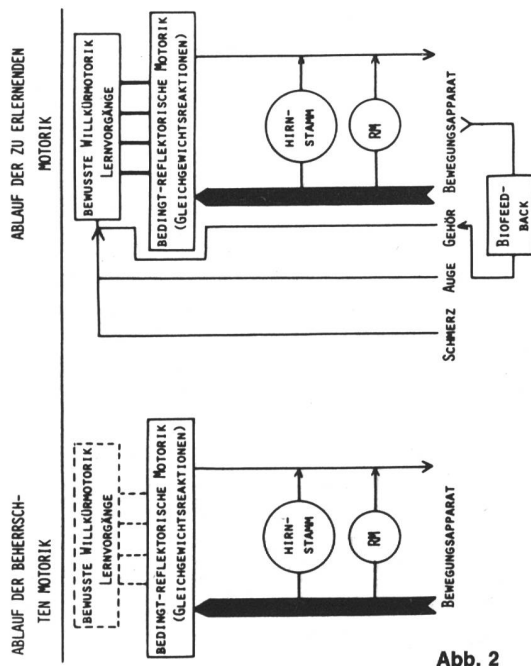 ABLAUF DER BEHERRSCH-
TEN MOTORIK
BEWUSSTE WILLKÜRMOTORIK
LERNVORGÄNGE
BEDINGT-REFLEKTORISCHE MOTORIK
(GLEICHGEWICHTSREAKTIONEN)
HIRN-
STAMM
RM
BEWEGUNGSAPPARAT
ABLAUF DER ZU ERLERNENDEN
MOTORIK
BEWUSSTE WILLKÜRMOTORIK
LERNVORGÄNGE
BEDINGT-REFLEKTORISCHE MOTORIK
(GLEICHGEWICHTSREAKTIONEN)
HIRN-
STAMM
RM
SCHMERZ AUGE GEHÖR BEWEGUNGSAPPARAT
BIOFEED-
BACK
Abb. 2